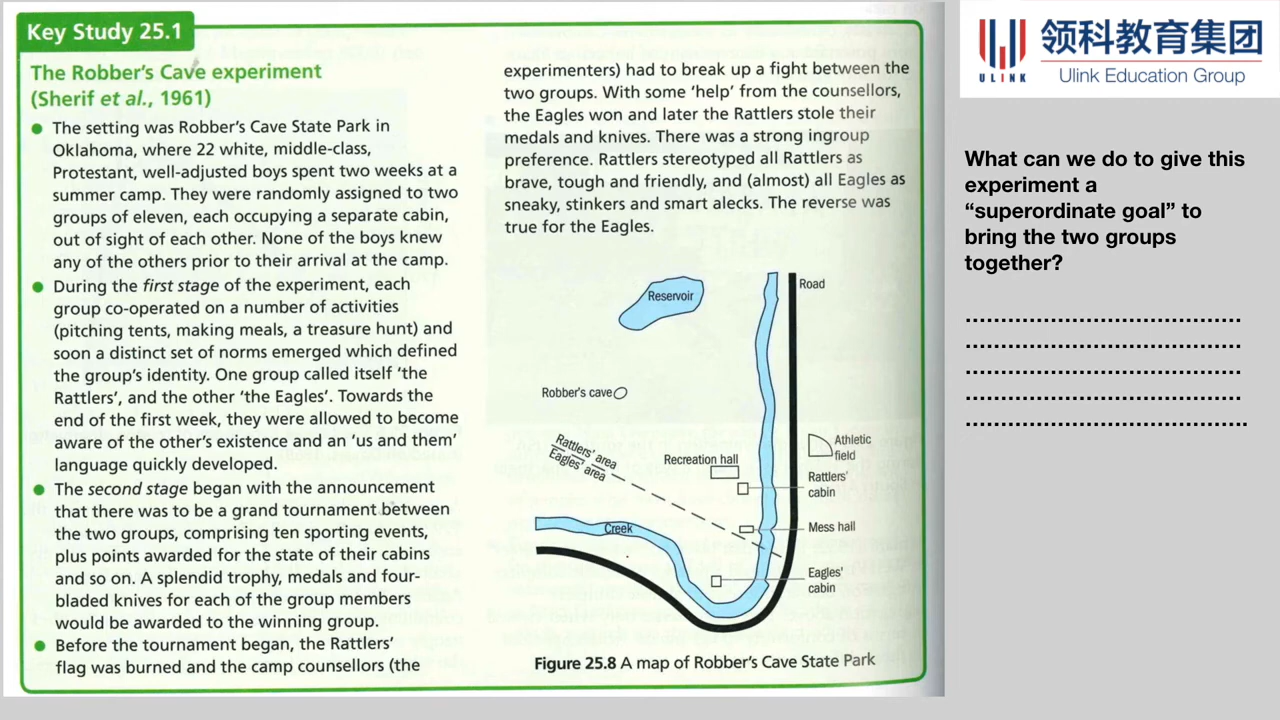 Key Study 25.1
The Robber's Cave experiment
(Sherif et al., 1961)
The setting was Robber's Cave State Park in
Oklahoma, where 22 white, middle-class,
Protestant, well-adjusted boys spent two weeks at a
summer camp. They were randomly assigned to two
groups of eleven, each occupying a separate cabin,
out of sight of each other. None of the boys knew
any of the others prior to their arrival at the camp.
During the first stage of the experiment, each
group co-operated on a number of activities
(pitching tents, making meals, a treasure hunt) and
soon a distinct set of norms emerged which defined
the group's identity. One group called itself 'the
Rattlers', and the other 'the Eagles'. Towards the
end of the first week, they were allowed to become
aware of the other's existence and an 'us and them'
language quickly developed.
The second stage began with the announcement
that there was to be a grand tournament between
the two groups, comprising ten sporting events,
plus points awarded for the state of their cabins
and so on. A splendid trophy, medals and four-
bladed knives for each of the group members
would be awarded to the winning group.
Before the tournament began, the Rattlers'
flag was burned and the camp counsellors (the
experimenters) had to break up a fight between the
two groups. With some 'help' from the counsellors,
the Eagles won and later the Rattlers stole their
medals and knives. There was a strong ingroup
preference. Rattlers stereotyped all Rattlers as
brave, tough and friendly, and (almost) all Eagles as
sneaky, stinkers and smart alecks. The reverse was
true for the Eagles.
Reservoir
Road
Robber's cave
Rattlers' area
Eagles' area
Recreation hall
Athletic
field
Rattlers'
cabin
Creek
Mess hall
Eagles'
cabin
Figure 25.8 A map of Robber's Cave State Park
ULINK
领科教育集团
Ulink Education Group
What can we do to give this
experiment a
“superordinate goal” to
bring the two groups
together?
…………………………………
…………………………………
…………………………………
…………………………………
………………………………….